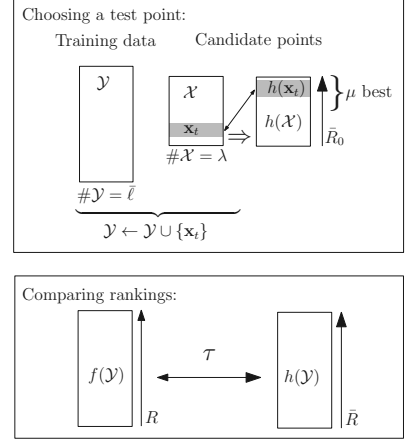 Choosing a test point:
Training data Candidate points
𝒴 𝒳 h(x_t) } μ best
x_t ⇒ h(𝒳) R̄_0
#𝒳 = λ
#𝒴 = ℓ̄
𝒴 ← 𝒴 ∪ {x_t}
Comparing rankings:
τ
f(𝒴) h(𝒴)
R R̄